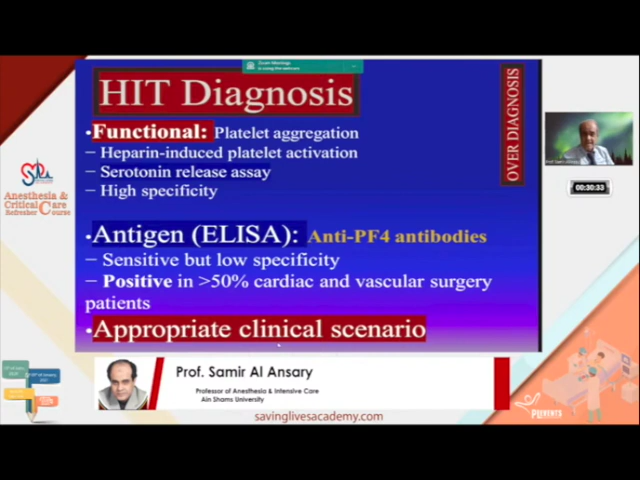 Zoom Meetings
HIT Diagnosis
OVER DIAGNOSIS
•Functional: Platelet aggregation
– Heparin-induced platelet activation
– Serotonin release assay
– High specificity
•Antigen (ELISA): Anti-PF4 antibodies
– Sensitive but low specificity
– Positive in >50% cardiac and vascular surgery
patients
•Appropriate clinical scenario
00:30:33
Anesthesia &
Critical Care
Refresher Course
Prof. Samir Al Ansary
Professor of Anesthesia & Intensive Care
Ain Shams University
savinglivesacademy.com
PREVENTS